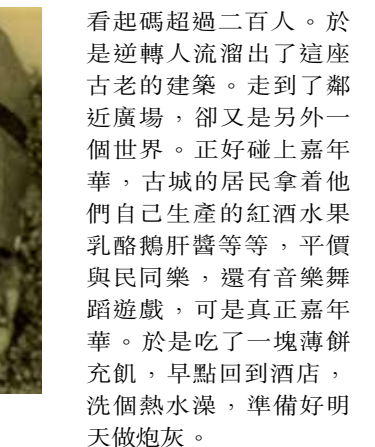 看起碼超過二百人。於
是逆轉人流溜出了這座
古老的建築。走到了鄰
近廣場，卻又是另外一
個世界。正好碰上嘉年
華，古城的居民拿着他
們自己生產的紅酒水果
乳酪鵝肝醬等等，平價
與民同樂，還有音樂舞
蹈遊戲，可是真正嘉年
華。於是吃了一塊薄餅
充飢，早點回到酒店，
洗個熱水澡，準備好明
天做炮灰。